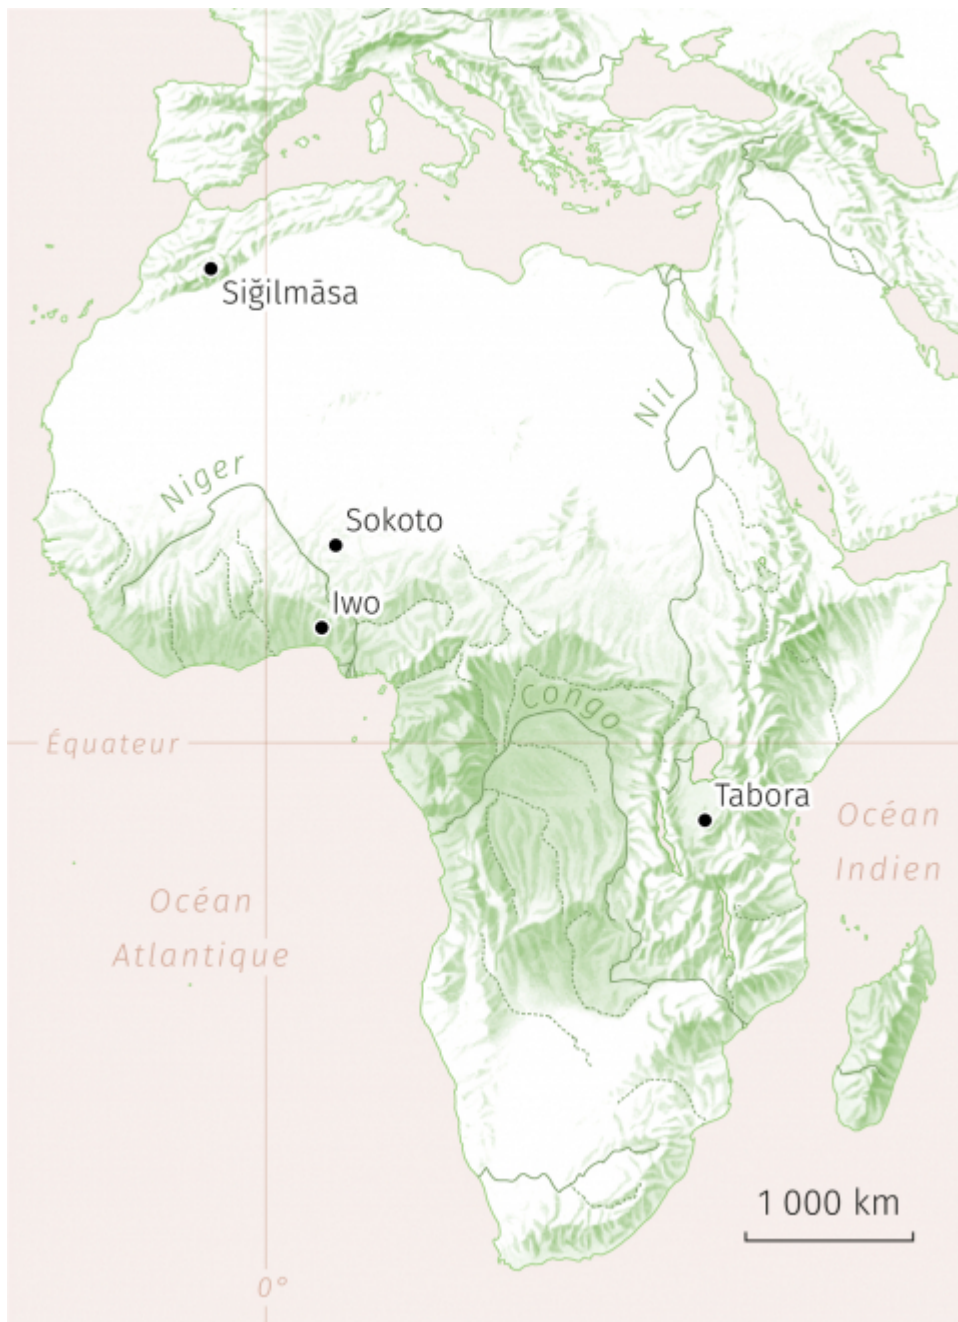 Siğilmāsa
Nil
Niger
Sokoto
Iwo
Congo
Équateur
Tabora
Océan
Indien
Océan
Atlantique
1 000 km
0°